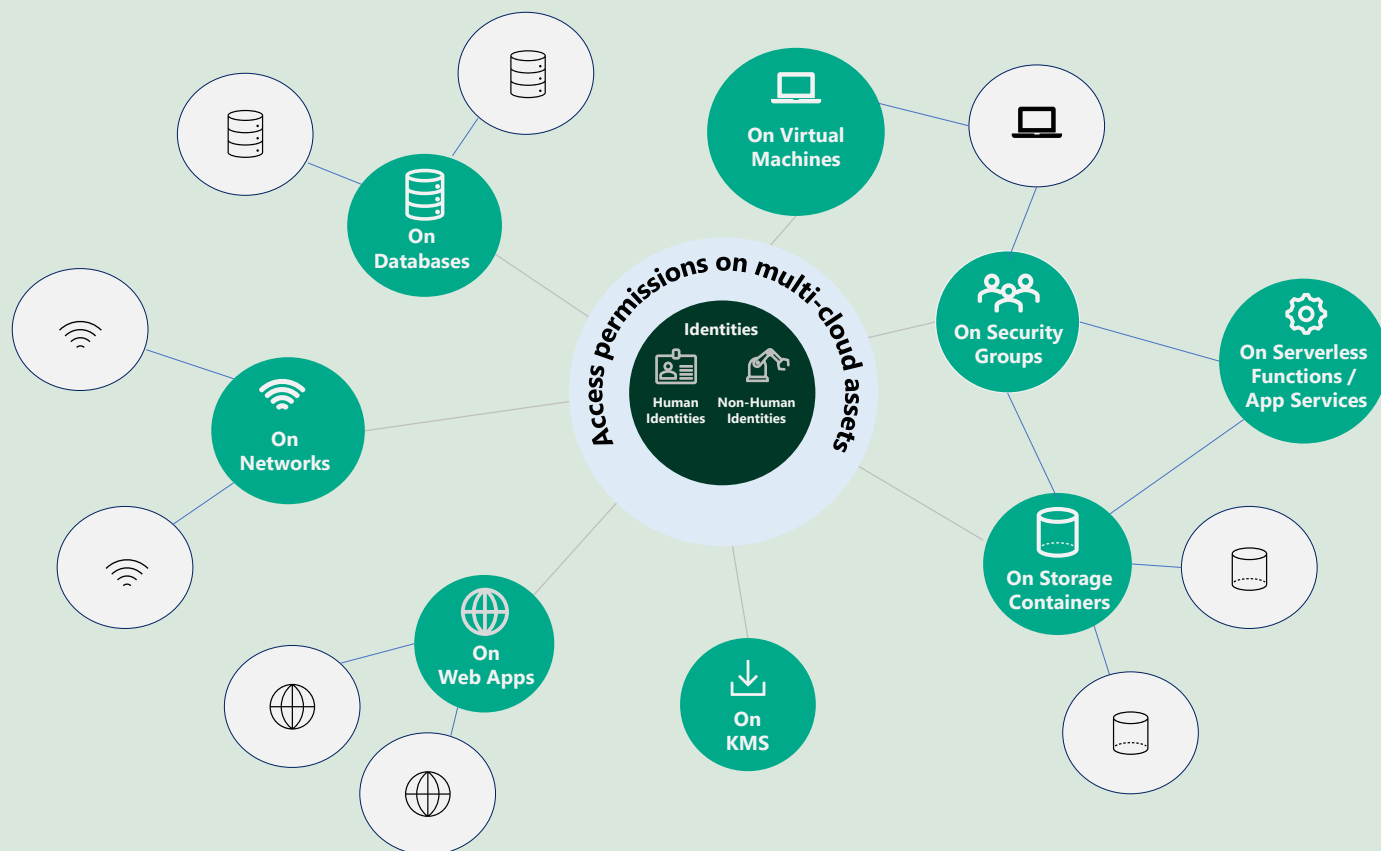 On Virtual
Machines
On
Databases
Access permissions on multi-cloud assets
Identities
Human
Identities
Non-Human
Identities
On Security
Groups
On Serverless
Functions /
App Services
On
Networks
On Storage
Containers
On
Web Apps
On
KMS